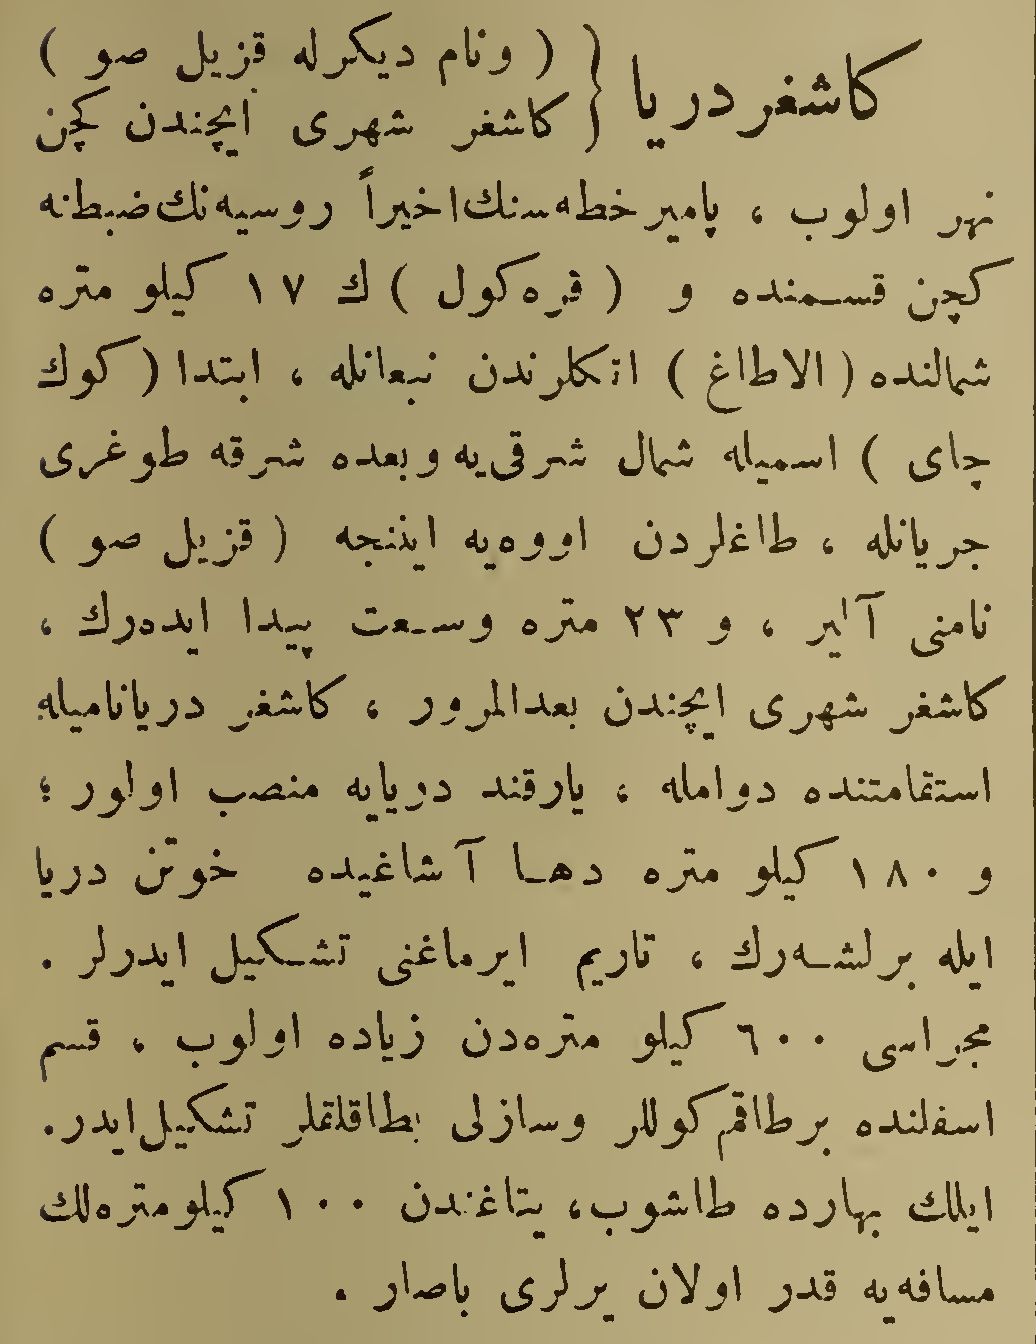 كاشغر دريا { ( ونام ديكرله قزيل صو )
كاشغر شهرى ايچندن كچن
نهر اولوب ، پامير خطه‌سنك اخيراً روسيه‌نك ضبطنه
كچن قسمنده و ( قره‌كول ) ك ١٧ كيلو متره
شمالنده ( الاطاغ ) اتكلرندن نبعانله ، ابتدا ( كوك
چاى ) اسميله شمال شرقى‌يه و بعده شرقه طوغرى
جريانله ، طاغلردن اووه‌يه اينجه ( قزيل صو )
نامنى آلير ، و ٢٣ متره وسعت پيدا ايده‌رك ،
كاشغر شهرى ايچندن بعدالمرور ، كاشغر دريا ناميله
استقامتنده دوامله ، يارقند دريايه منصب اولور ؛
و ١٨٠ كيلو متره دها آشاغيده خوتن دريا
ايله برلشه‌رك ، تاريم ايرماغنى تشكيل ايدرلر .
مجراسى ٦٠٠ كيلو متره‌دن زياده اولوب ، قسم
اسفلنده برطاقم كوللر وسازلى بطاقلقلر تشكيل ايدر.
ايلك بهارده طاشوب، يتاغندن ١٠٠ كيلومتره‌لك
مسافه‌يه قدر اولان يرلرى باصار .